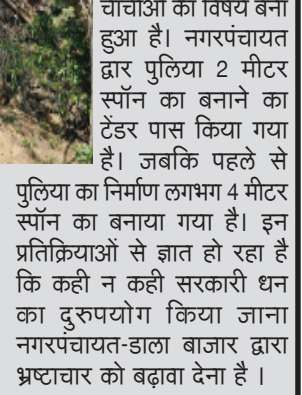 चर्चाओं का विषय बना
हुआ है। नगरपंचायत
द्वार पुलिया 2 मीटर
स्पॉन का बनाने का
टेंडर पास किया गया
है। जबकि पहले से
पुलिया का निर्माण लगभग 4 मीटर
स्पॉन का बनाया गया है। इन
प्रतिक्रियाओं से ज्ञात हो रहा है
कि कही न कही सरकारी धन
का दुरुपयोग किया जाना
नगरपंचायत-डाला बाजार द्वारा
भ्रष्टाचार को बढ़ावा देना है ।